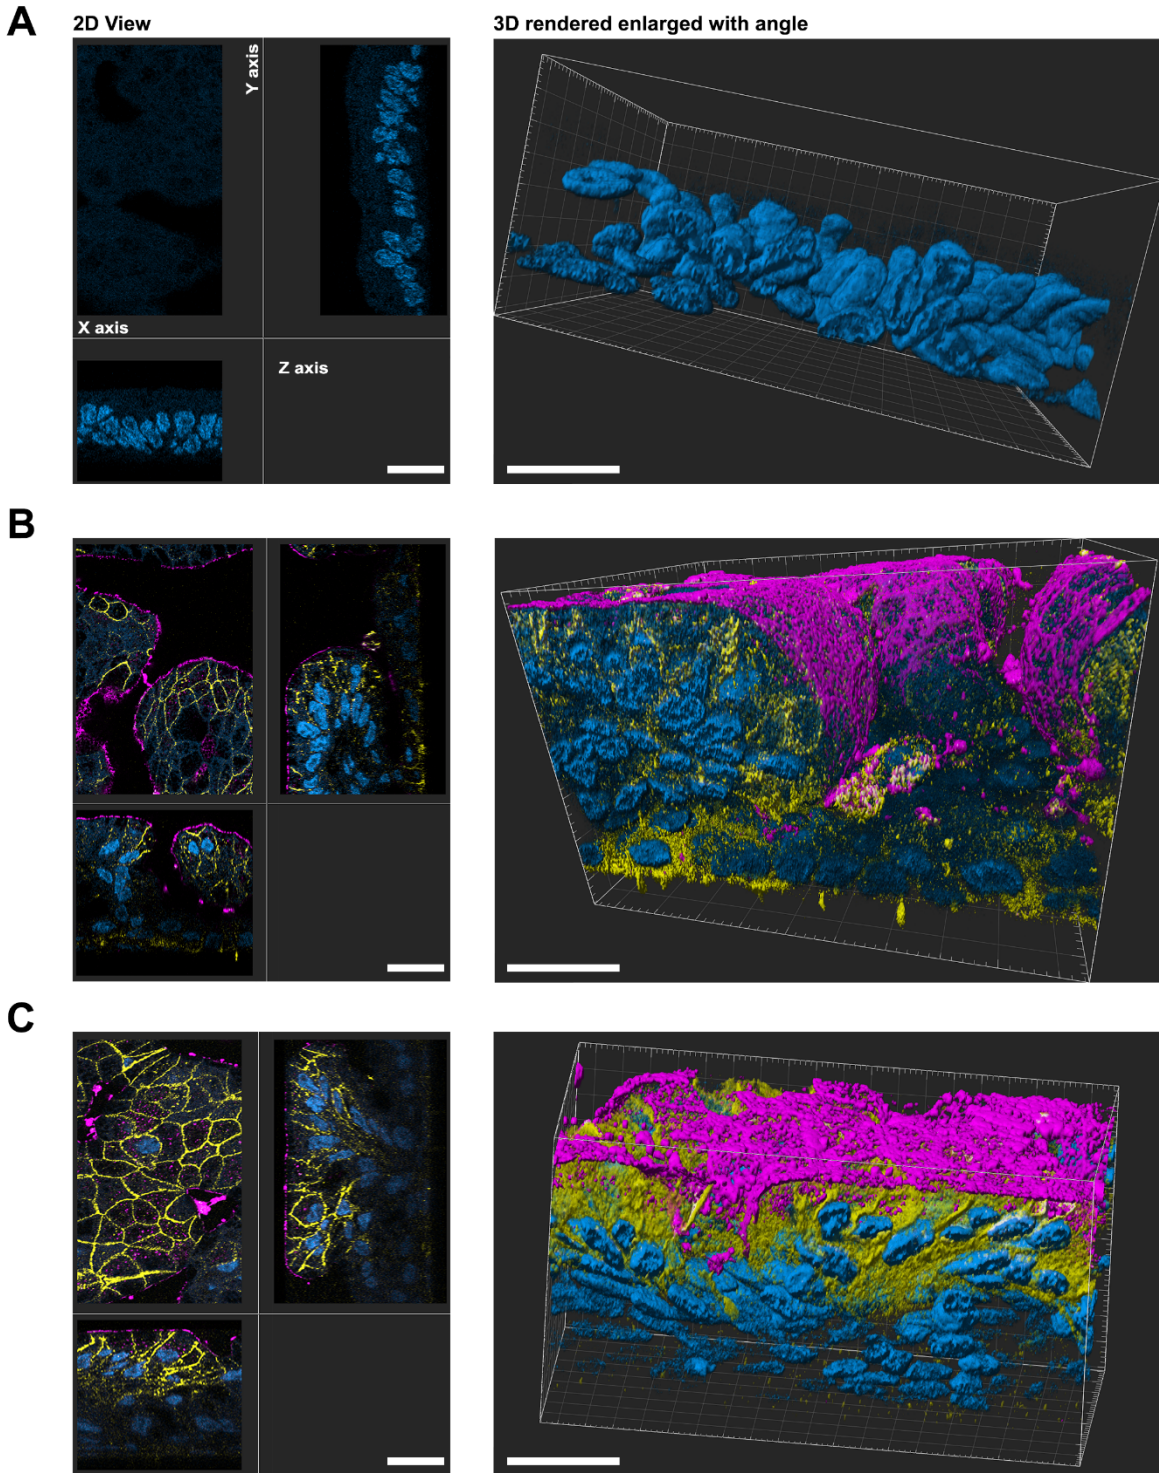 A
2D View
3D rendered enlarged with angle
Y axis
X axis
Z axis
B
C